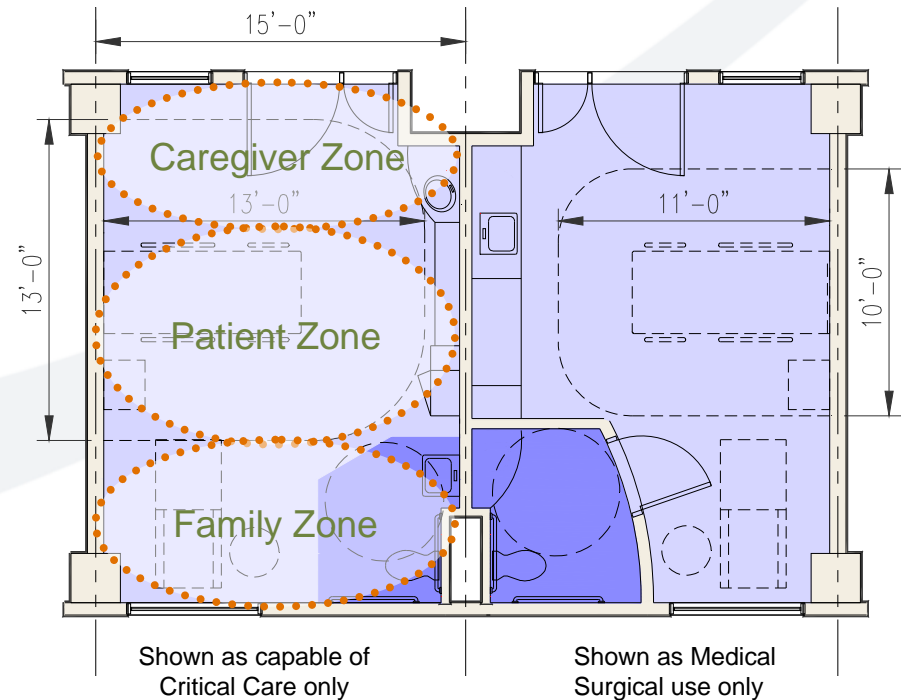 15'-0"
Caregiver Zone
13'-0"
11'-0"
13'-0"
10'-0"
Patient Zone
Family Zone
Shown as capable of
Critical Care only
Shown as Medical
Surgical use only